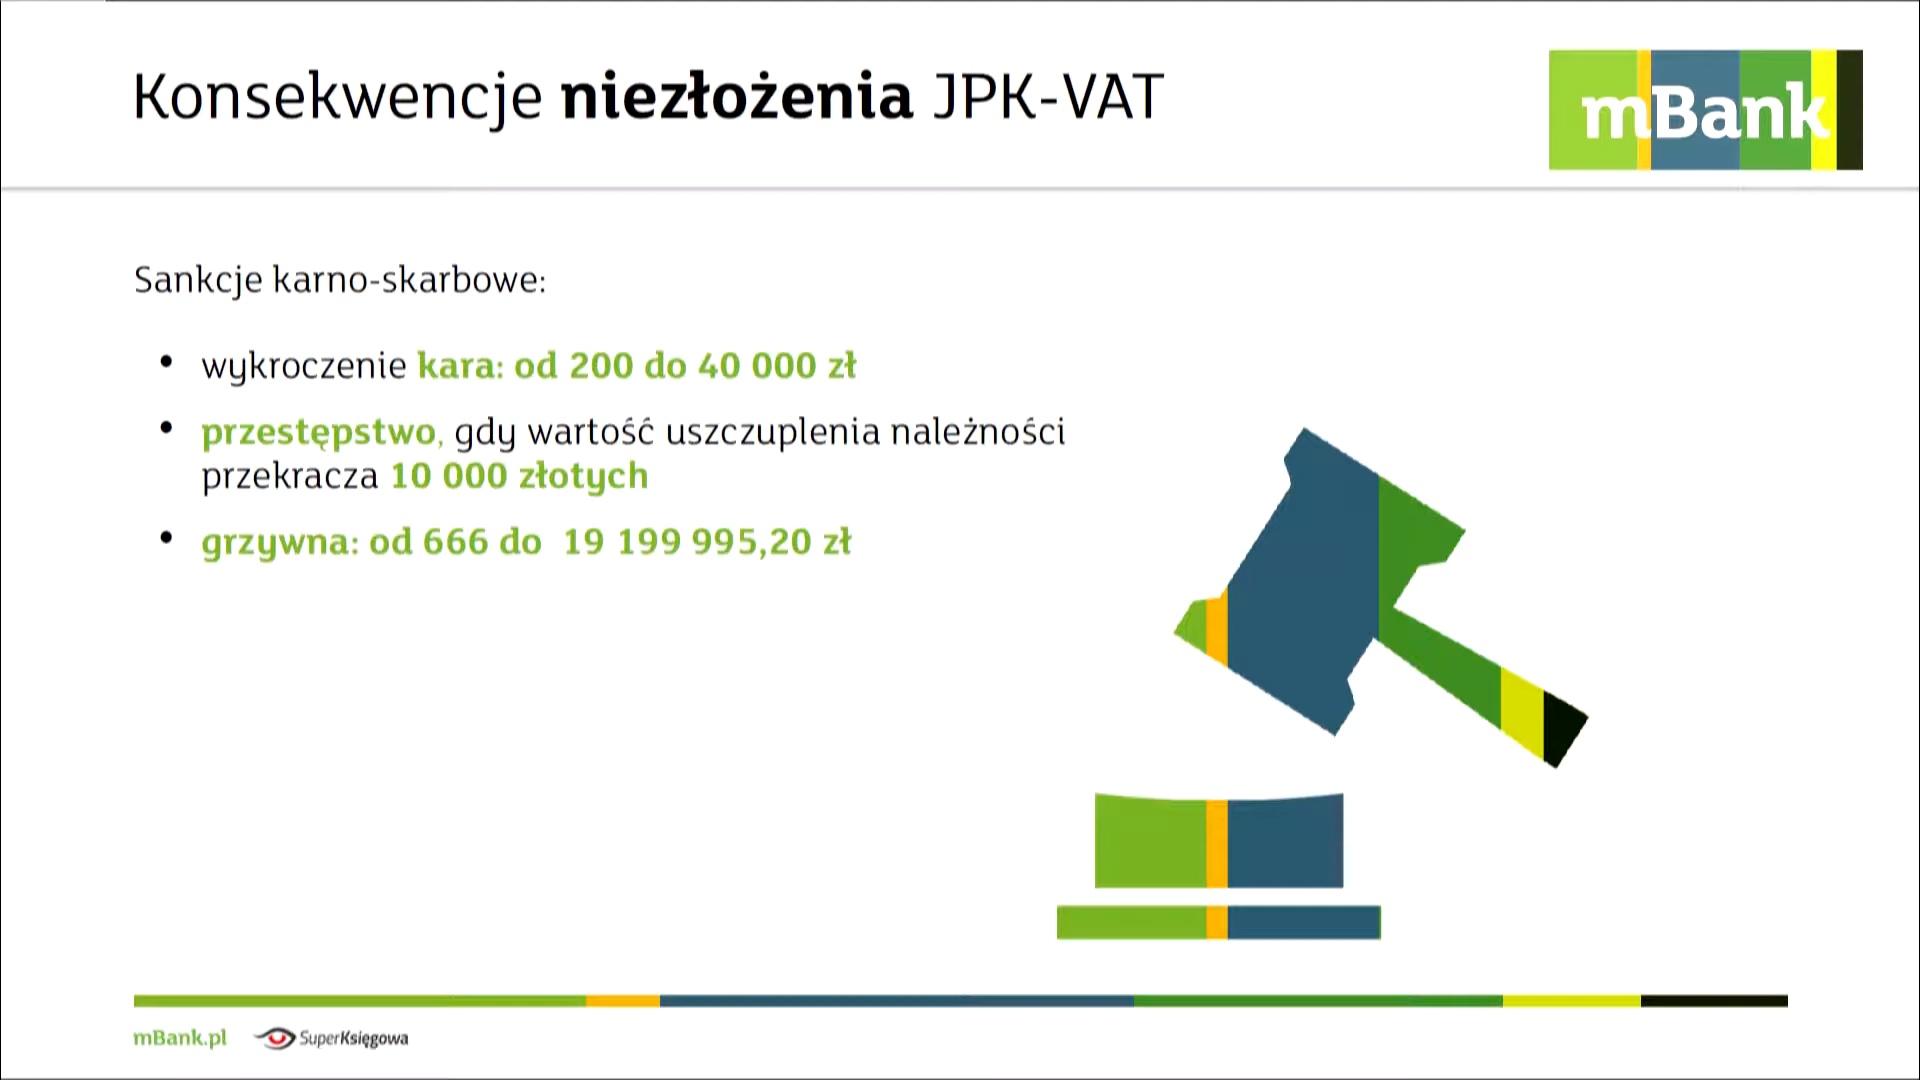 Konsekwencje niezłożenia JPK-VAT
mBank
Sankcje karno-skarbowe:
• wykroczenie kara: od 200 do 40 000 zł
• przestępstwo, gdy wartość uszczuplenia należności
przekracza 10 000 złotych
• grzywna: od 666 do 19 199 995,20 zł
mBank.pl SuperKsięgowa